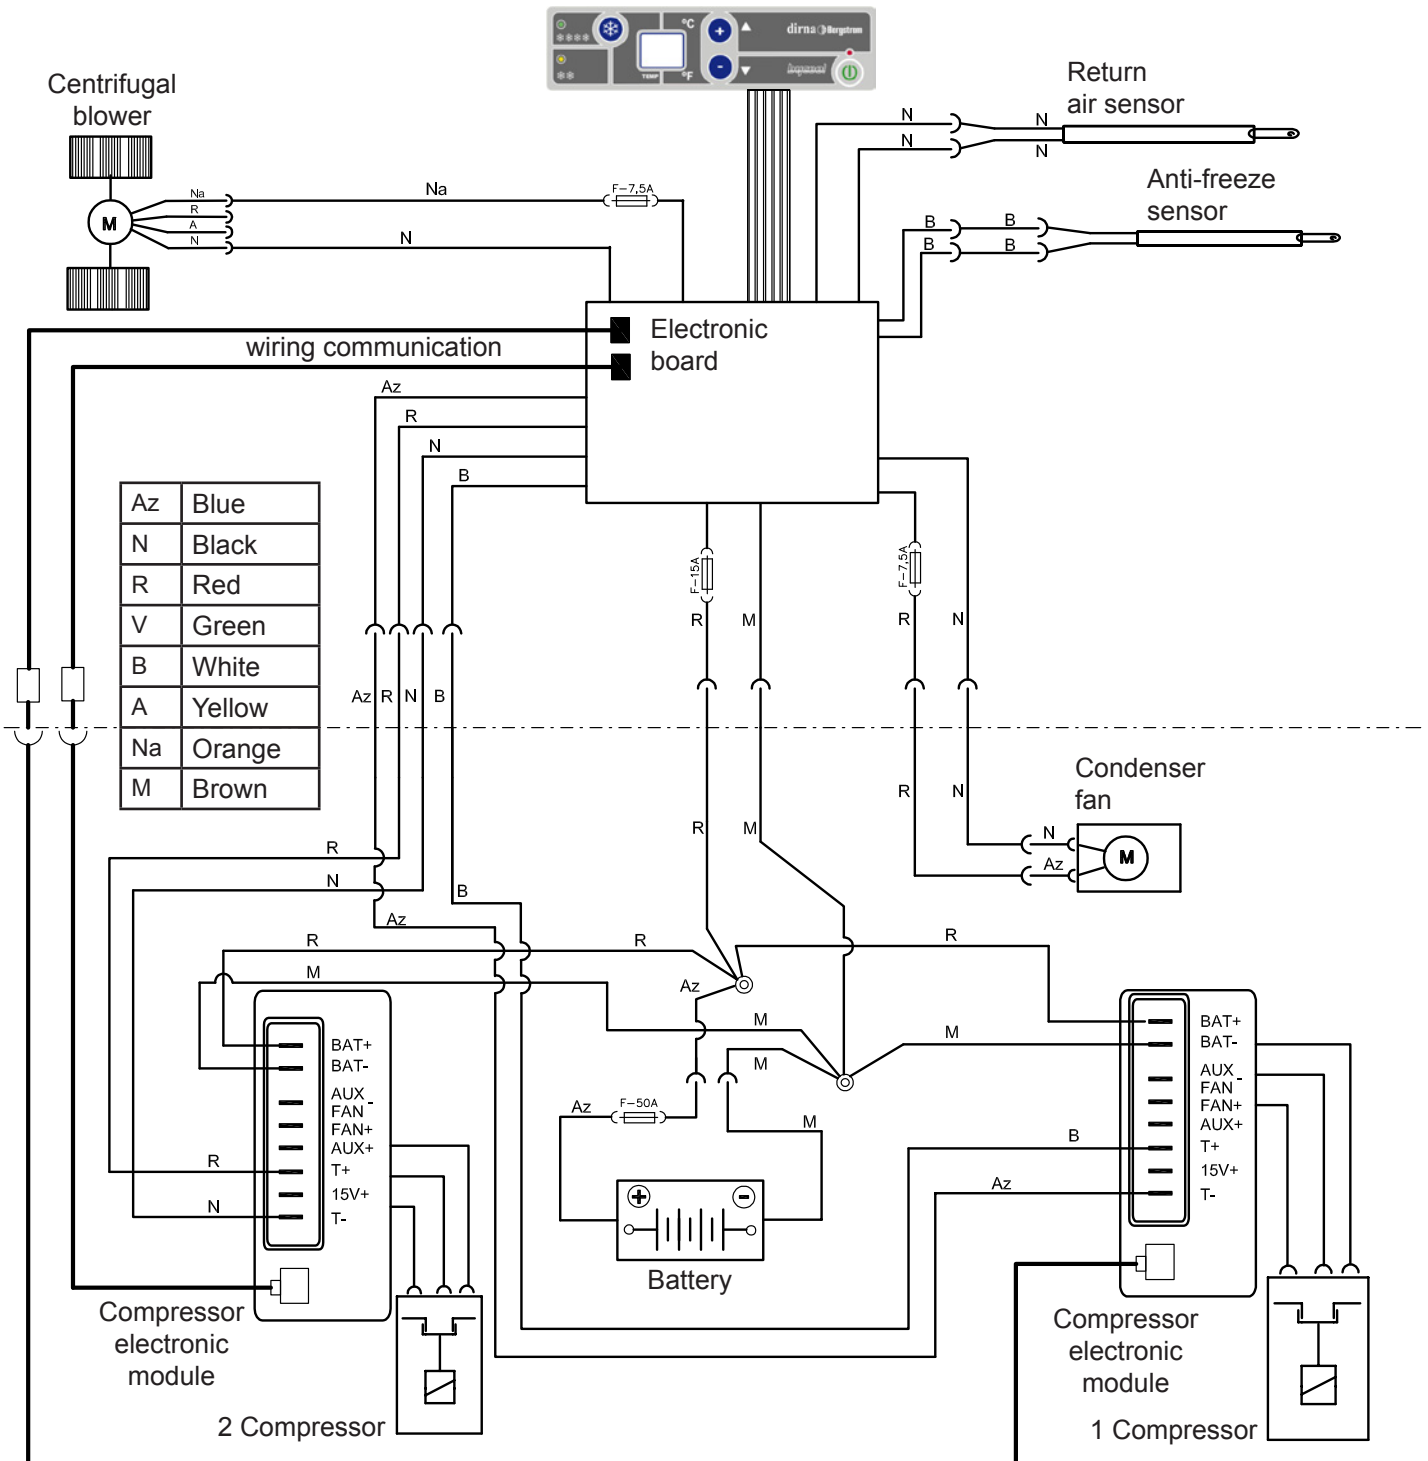 °C
dirna Bergstrom
TEMP
°F
Centrifugal
blower
Return
air sensor
N
N
N
N
Anti-freeze
sensor
B
B
B
B
Na
R
A
N
M
Na
F-7,5A
N
Electronic
board
wiring communication
Az
R
N
B
Az Blue
N Black
R Red
V Green
B White
A Yellow
Na Orange
M Brown
F-15A
F-7,5A
R
M
R
N
Az
R
N
B
R
M
R
N
Condenser
fan
N
Az
M
R
N
B
Az
R
R
R
M
Az
M
M
M
BAT+
BAT-
AUX
FAN -
FAN+
AUX+
T+
15V+
T-
R
N
Az
F-50A
M
+
-
Battery
B
Az
BAT+
BAT-
AUX
FAN -
FAN+
AUX+
T+
15V+
T-
Compressor
electronic
module
2 Compressor
Compressor
electronic
module
1 Compressor